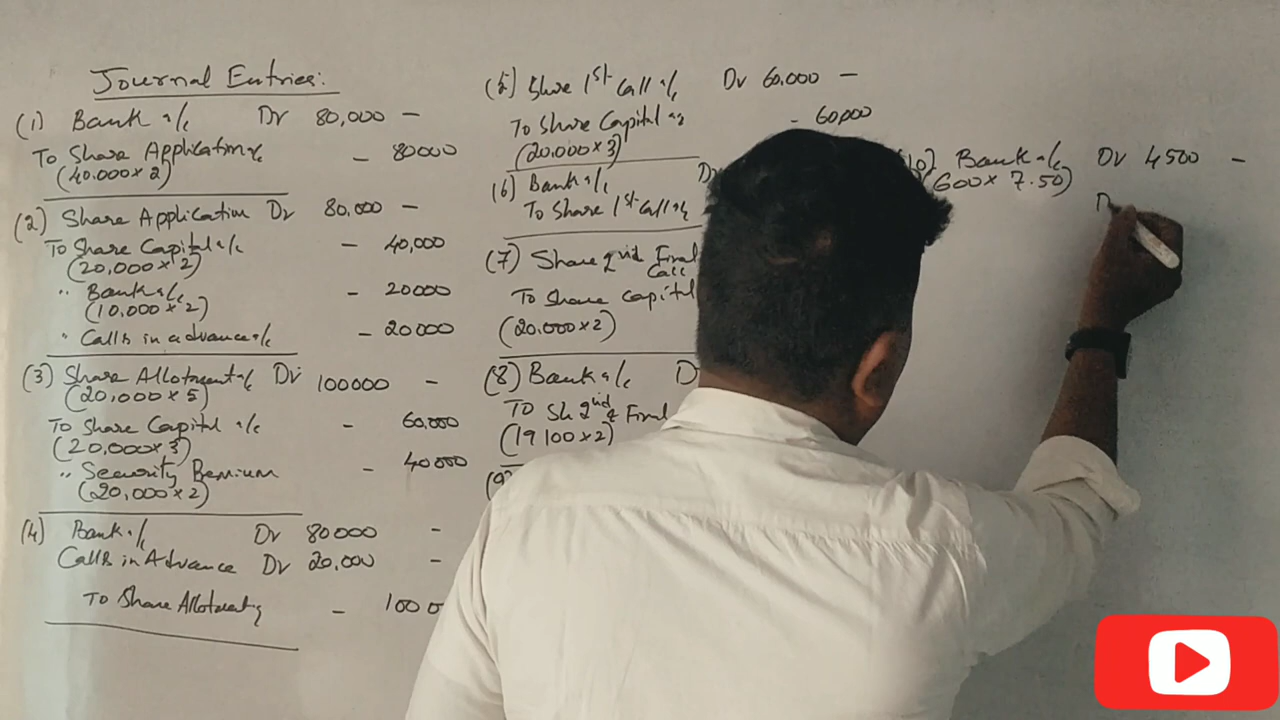 Journal Entries:
(1) Bank a/c Dr 80,000 -
To Share Application a/c - 80000
(40.000 x 2)
(2) Share Application Dr 80,000 -
To Share Capital a/c - 40,000
(20,000 x 2)
" Bank a/c - 20000
(10,000 x 2)
" Calls in advance a/c - 20000
(3) Share Allotment a/c Dr 100000 -
(20,000 x 5)
To Share Capital a/c - 60,000
(20,000 x 3)
" Security Premium - 40000
(20,000 x 2)
(4) Bank a/c Dr 80000 -
Calls in Advance Dr 20,000 -
To Share Allotment a/c - 1000
(5) Share 1st Call a/c Dr 60.000 -
To Share Capital a/c - 60,000
(20.000 x 3)
(6) Bank a/c Dr
To Share 1st Call a/c
(7) Share 2nd Final
Call
To Share Capital
(20.000 x 2)
(8) Bank a/c D
To Sh 2nd & Final
(19100 x 2)
(9)
Bank a/c Dr 4500 -
(600 x 7.50)